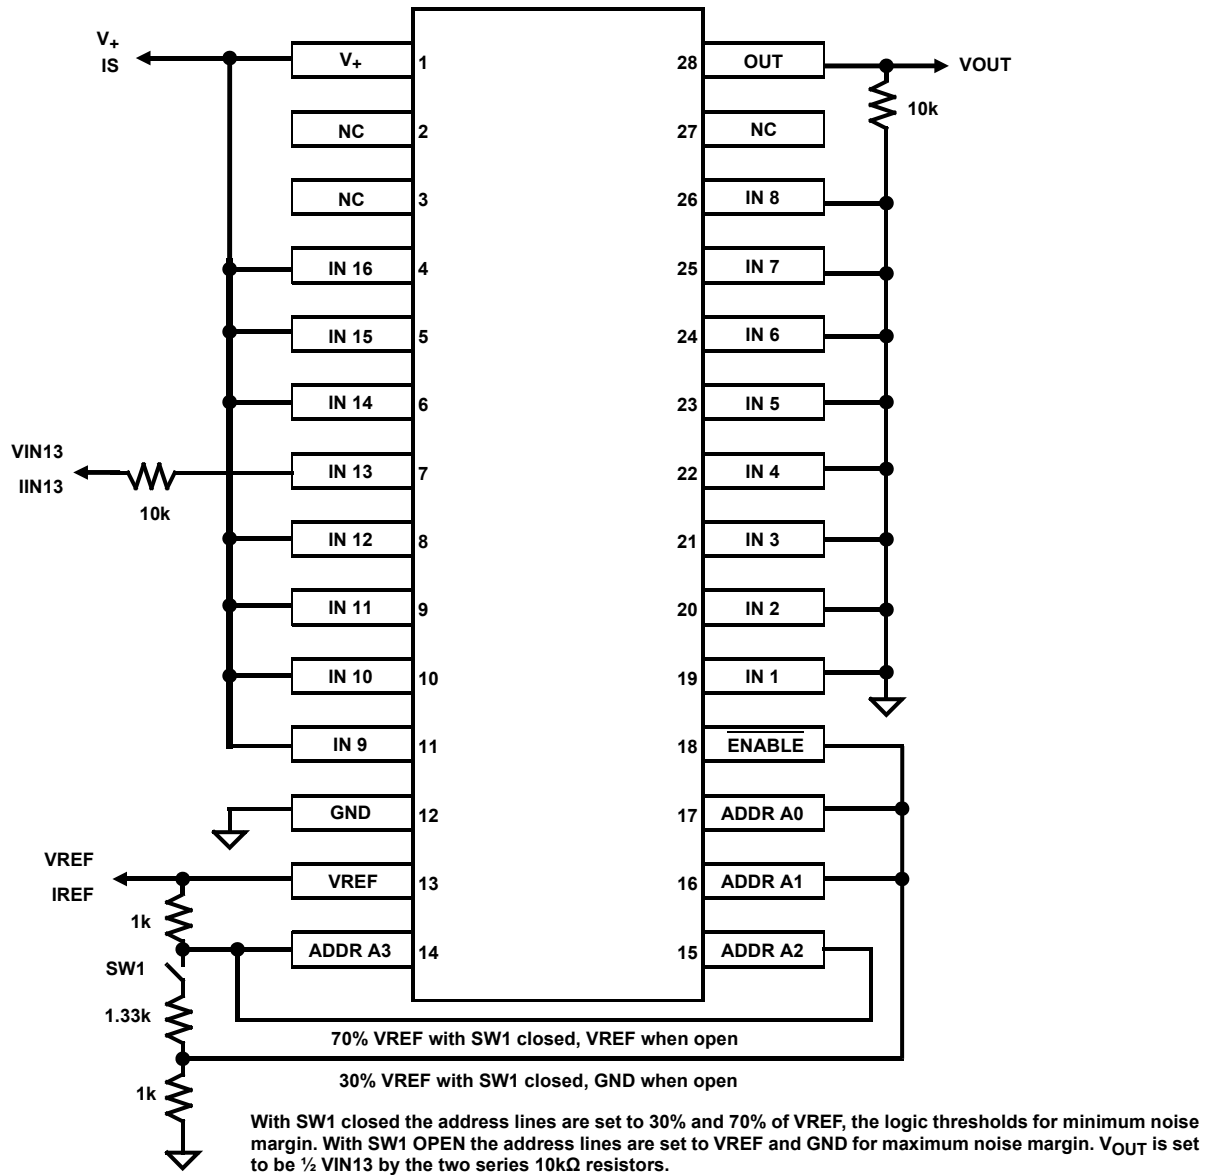 V+
IS
V+ 1 28 OUT
VOUT
NC 2 27 NC
10k
NC 3 26 IN 8
IN 16 4 25 IN 7
IN 15 5 24 IN 6
IN 14 6 23 IN 5
VIN13
IIN13
10k
IN 13 7 22 IN 4
IN 12 8 21 IN 3
IN 11 9 20 IN 2
IN 10 10 19 IN 1
IN 9 11 18 ENABLE
GND 12 17 ADDR A0
VREF
IREF
VREF 13 16 ADDR A1
1k
ADDR A3 14 15 ADDR A2
SW1
1.33k
70% VREF with SW1 closed, VREF when open
30% VREF with SW1 closed, GND when open
1k
With SW1 closed the address lines are set to 30% and 70% of VREF, the logic thresholds for minimum noise
margin. With SW1 OPEN the address lines are set to VREF and GND for maximum noise margin. VOUT is set
to be ½ VIN13 by the two series 10kΩ resistors.